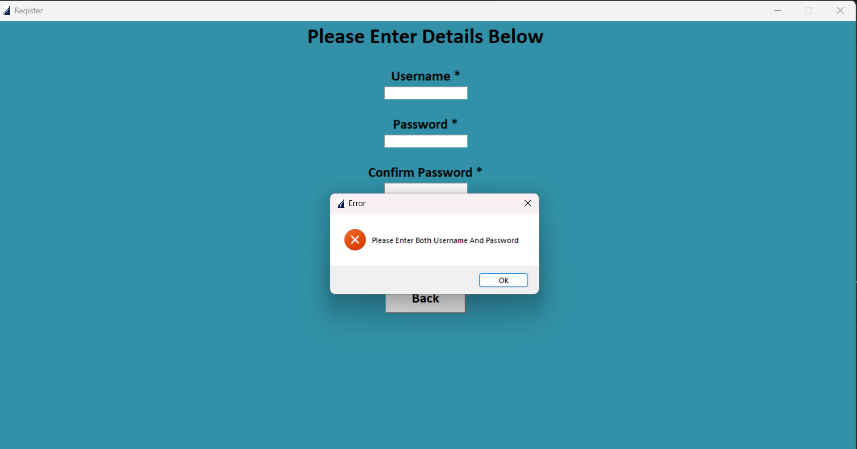 Register
Please Enter Details Below
Username *
Password *
Confirm Password *
Error
Please Enter Both Username And Password
OK
Back